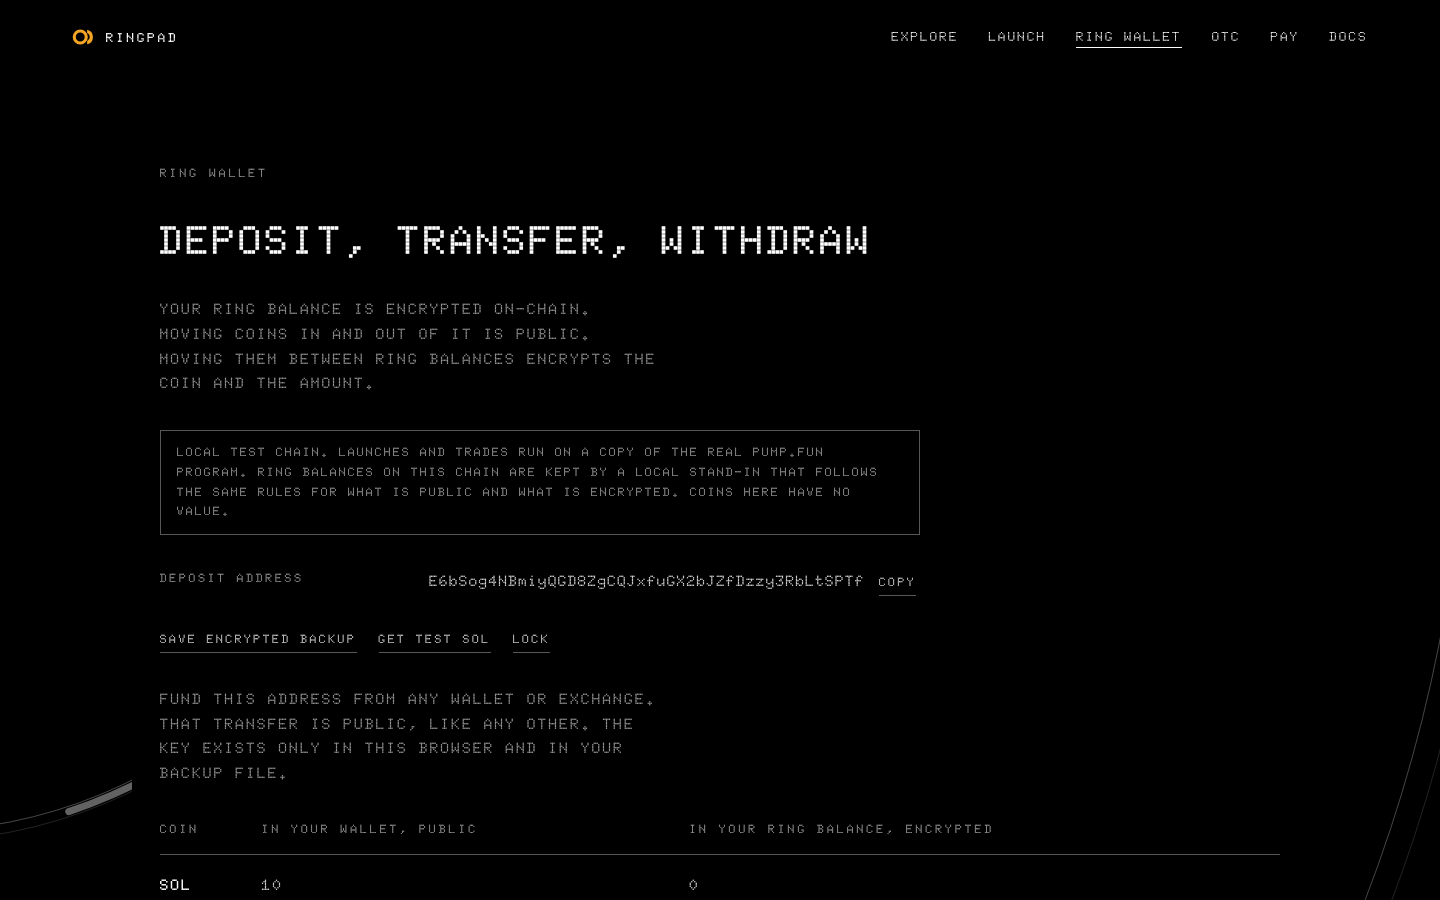 RINGPAD
EXPLORE LAUNCH RING WALLET OTC PAY DOCS
RING WALLET
DEPOSIT, TRANSFER, WITHDRAW
YOUR RING BALANCE IS ENCRYPTED ON-CHAIN.
MOVING COINS IN AND OUT OF IT IS PUBLIC.
MOVING THEM BETWEEN RING BALANCES ENCRYPTS THE
COIN AND THE AMOUNT.
LOCAL TEST CHAIN. LAUNCHES AND TRADES RUN ON A COPY OF THE REAL PUMP.FUN
PROGRAM. RING BALANCES ON THIS CHAIN ARE KEPT BY A LOCAL STAND-IN THAT FOLLOWS
THE SAME RULES FOR WHAT IS PUBLIC AND WHAT IS ENCRYPTED. COINS HERE HAVE NO
VALUE.
DEPOSIT ADDRESS E6bSog4NBmiyQGD8ZgCQJxfuGX2bJZfDzzy3RbLtSPTf COPY
SAVE ENCRYPTED BACKUP GET TEST SOL LOCK
FUND THIS ADDRESS FROM ANY WALLET OR EXCHANGE.
THAT TRANSFER IS PUBLIC, LIKE ANY OTHER. THE
KEY EXISTS ONLY IN THIS BROWSER AND IN YOUR
BACKUP FILE.
COIN IN YOUR WALLET, PUBLIC IN YOUR RING BALANCE, ENCRYPTED
SOL 10 0